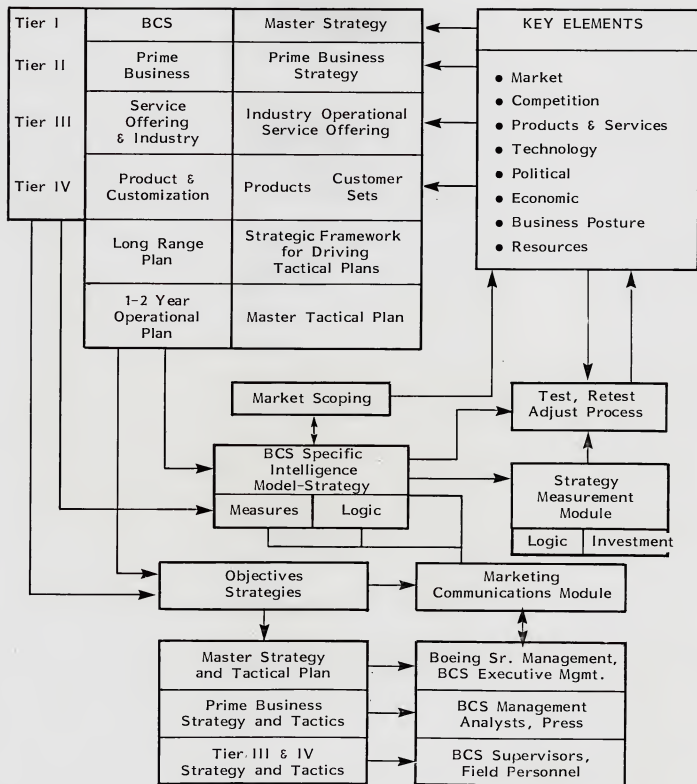 Tier I
BCS
Master Strategy
Tier II
Prime
Business
Prime Business
Strategy
Tier III
Service
Offering
& Industry
Industry Operational
Service Offering
Tier IV
Product &
Customization
Products Customer
Sets
Long Range
Plan
Strategic Framework
for Driving
Tactical Plans
1-2 Year
Operational
Plan
Master Tactical Plan
KEY ELEMENTS
• Market
• Competition
• Products & Services
• Technology
• Political
• Economic
• Business Posture
• Resources
Market Scoping
Test, Retest
Adjust Process
BCS Specific
Intelligence
Model-Strategy
Measures
Logic
Strategy
Measurement
Module
Logic
Investment
Objectives
Strategies
Marketing
Communications Module
Master Strategy
and Tactical Plan
Boeing Sr. Management,
BCS Executive Mgmt.
Prime Business
Strategy and Tactics
BCS Management
Analysts, Press
Tier III & IV
Strategy and Tactics
BCS Supervisors,
Field Personnel